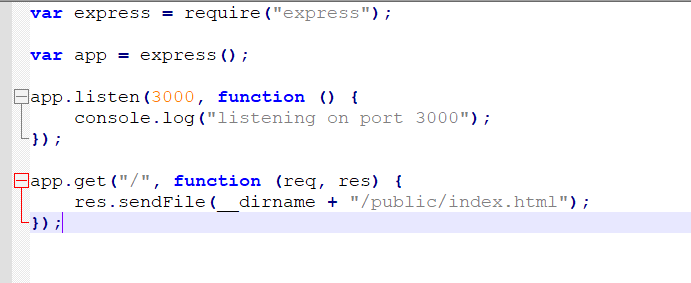 var express = require("express");
var app = express();
app.listen(3000, function () {
console.log("listening on port 3000");
});
app.get("/", function (req, res) {
res.sendFile(__dirname + "/public/index.html");
});